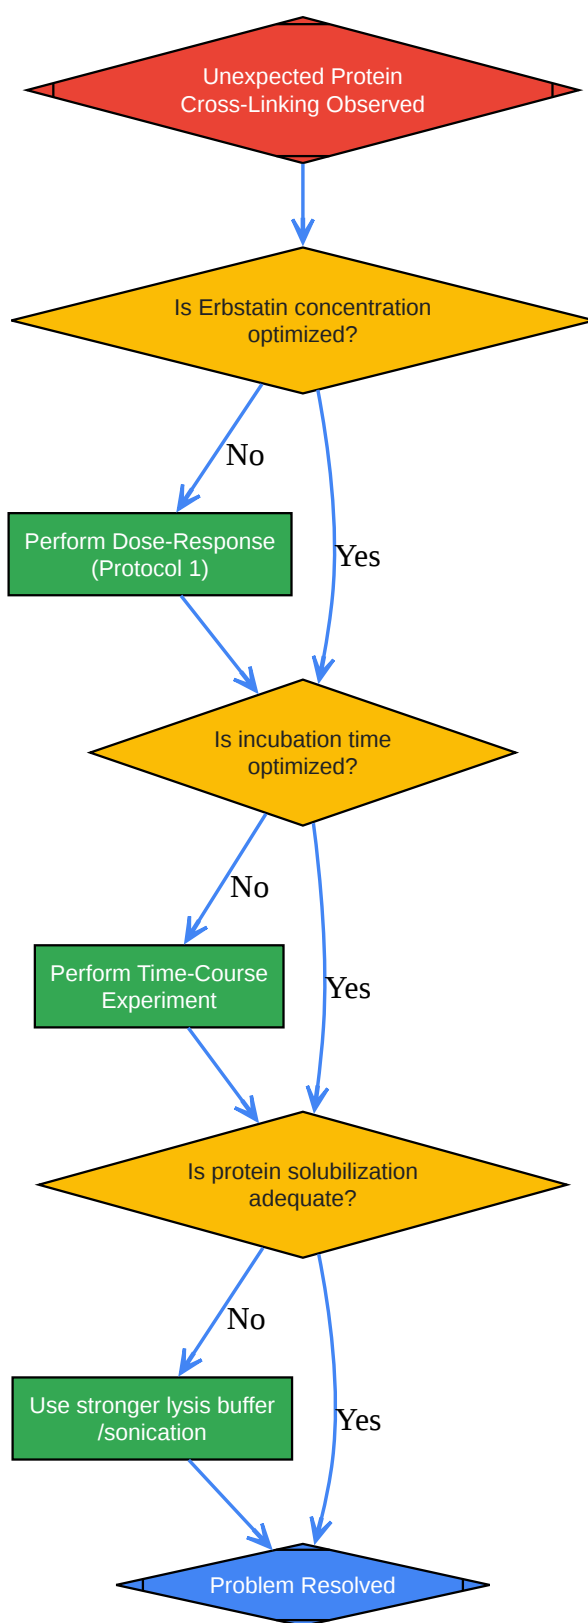 Unexpected Protein
Cross-Linking Observed
Is Erbstatin concentration
optimized?
No
Perform Dose-Response
(Protocol 1)
Yes
Is incubation time
optimized?
No
Perform Time-Course
Experiment
Yes
Is protein solubilization
adequate?
No
Use stronger lysis buffer
/sonication
Yes
Problem Resolved